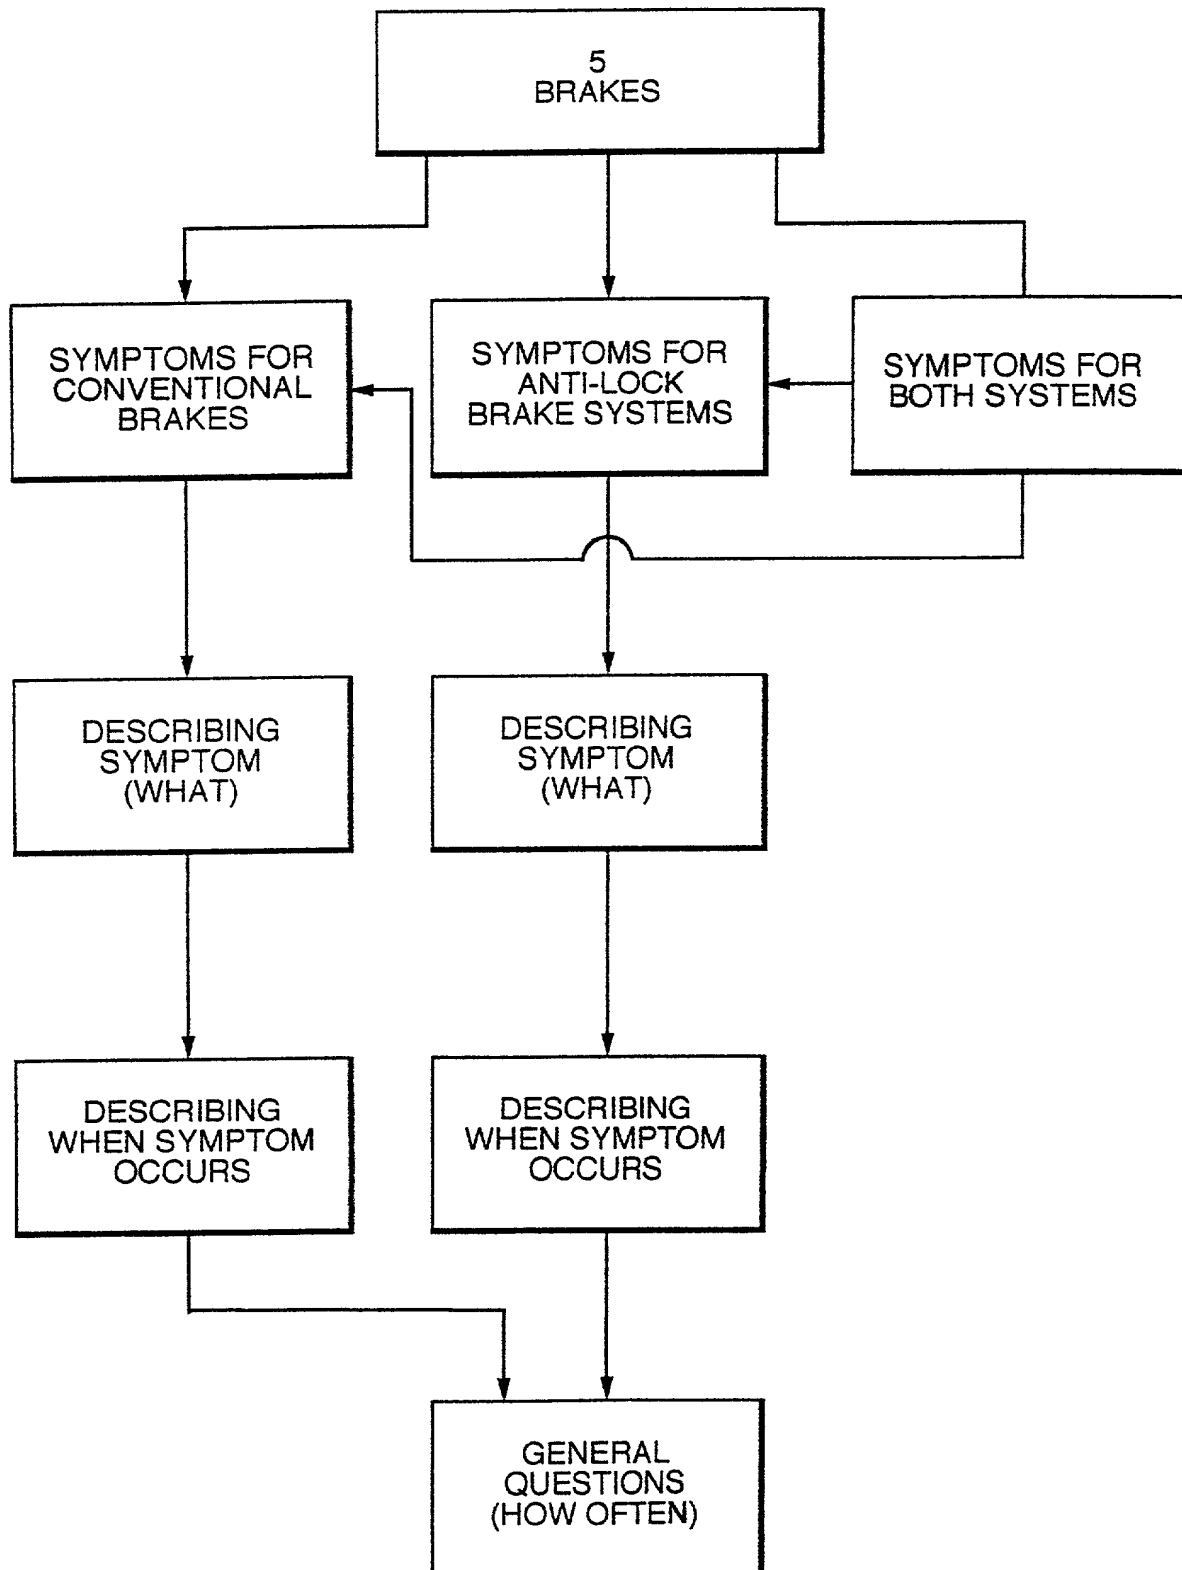 5
BRAKES
SYMPTOMS FOR
CONVENTIONAL
BRAKES
SYMPTOMS FOR
ANTI-LOCK
BRAKE SYSTEMS
SYMPTOMS FOR
BOTH SYSTEMS
DESCRIBING
SYMPTOM
(WHAT)
DESCRIBING
SYMPTOM
(WHAT)
DESCRIBING
WHEN SYMPTOM
OCCURS
DESCRIBING
WHEN SYMPTOM
OCCURS
GENERAL
QUESTIONS
(HOW OFTEN)